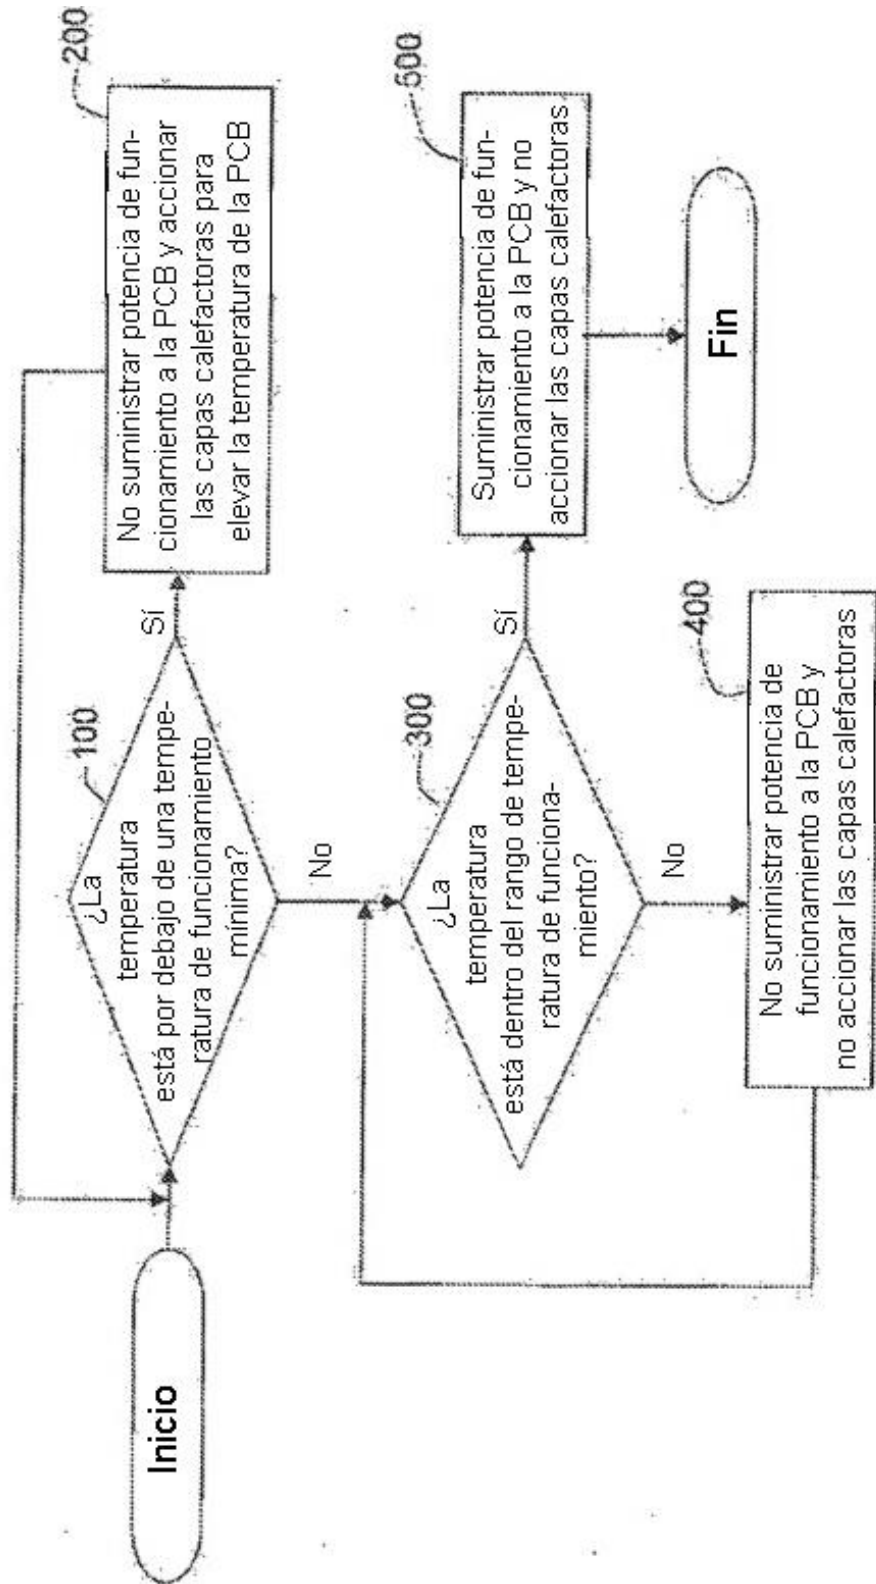 Inicio
100
¿La
temperatura
está por debajo de una tempe-
ratura de funcionamiento
mínima?
Sí
No
200
No suministrar potencia de fun-
cionamiento a la PCB y accionar
las capas calefactoras para
elevar la temperatura de la PCB
300
¿La
temperatura
está dentro del rango de tempe-
ratura de funciona-
miento?
Sí
No
400
No suministrar potencia de
funcionamiento a la PCB y
no accionar las capas calefactoras
500
Suministrar potencia de fun-
cionamiento a la PCB y no
accionar las capas calefactoras
Fin